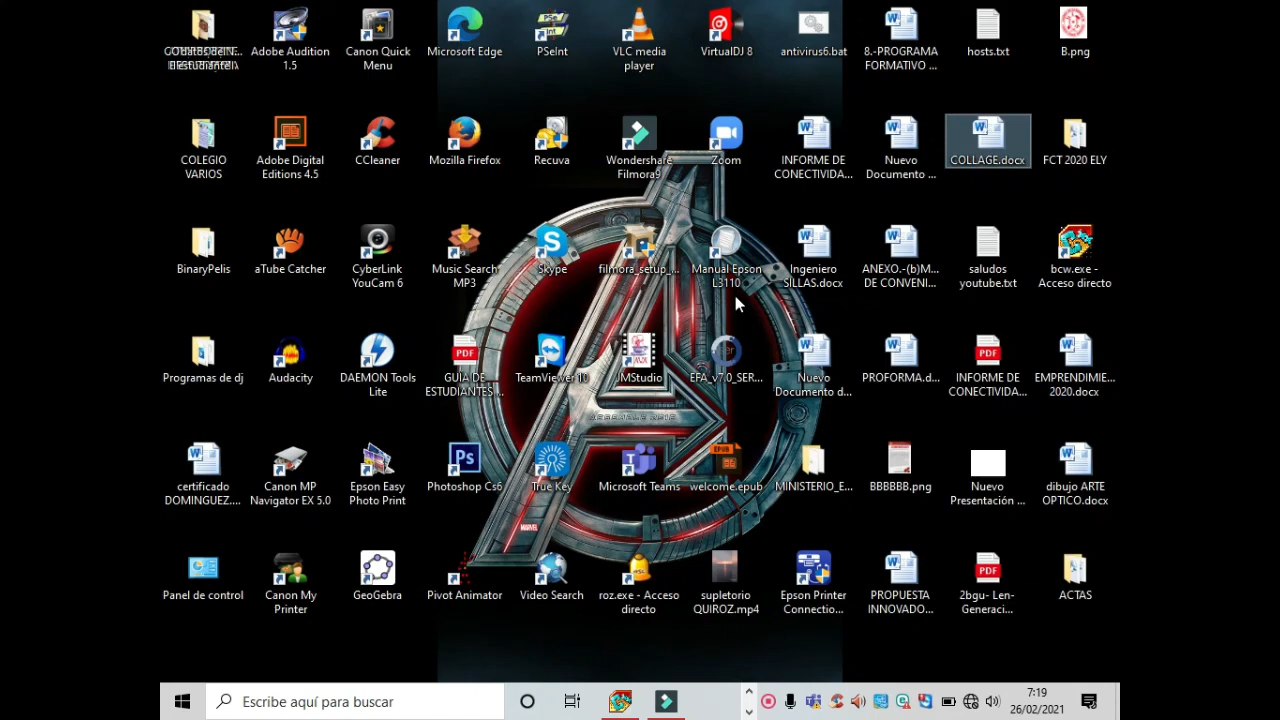 Adobe Audition
1.5
Canon Quick
Menu
Microsoft Edge
PSeInt
VLC media
player
VirtualDJ 8
antivirus6.bat
8.-PROGRAMA
FORMATIVO ...
hosts.txt
B.png
COLEGIO
VARIOS
Adobe Digital
Editions 4.5
CCleaner
Mozilla Firefox
Recuva
Wondershare
Filmora9
Zoom
INFORME DE
CONECTIVIDA...
Nuevo
Documento ...
COLLAGE.docx
FCT 2020 ELY
BinaryPelis
aTube Catcher
CyberLink
YouCam 6
Music Search
MP3
Skype
filmora_setup_...
Manual Epson
L3110
Ingeniero
SILLAS.docx
ANEXO.-(b)M...
DE CONVENI...
saludos
youtube.txt
bcw.exe -
Acceso directo
Programas de dj
Audacity
DAEMON Tools
Lite
GUIA DE
ESTUDIANTES ...
TeamViewer 10
JMStudio
EFA_v7.0_SER...
Nuevo
Documento d...
PROFORMA.d...
INFORME DE
CONECTIVIDA...
EMPRENDIMIE...
2020.docx
certificado
DOMINGUEZ....
Canon MP
Navigator EX 5.0
Epson Easy
Photo Print
Photoshop Cs6
True Key
Microsoft Teams
welcome.epub
MINISTERIO_E...
BBBBBB.png
Nuevo
Presentación ...
dibujo ARTE
OPTICO.docx
MARVEL
Panel de control
Canon My
Printer
GeoGebra
Pivot Animator
Video Search
roz.exe - Acceso
directo
supletorio
QUIROZ.mp4
Epson Printer
Connectio...
PROPUESTA
INNOVADO...
2bgu- Len-
Generaci...
ACTAS
Escribe aquí para buscar
7:19
26/02/2021